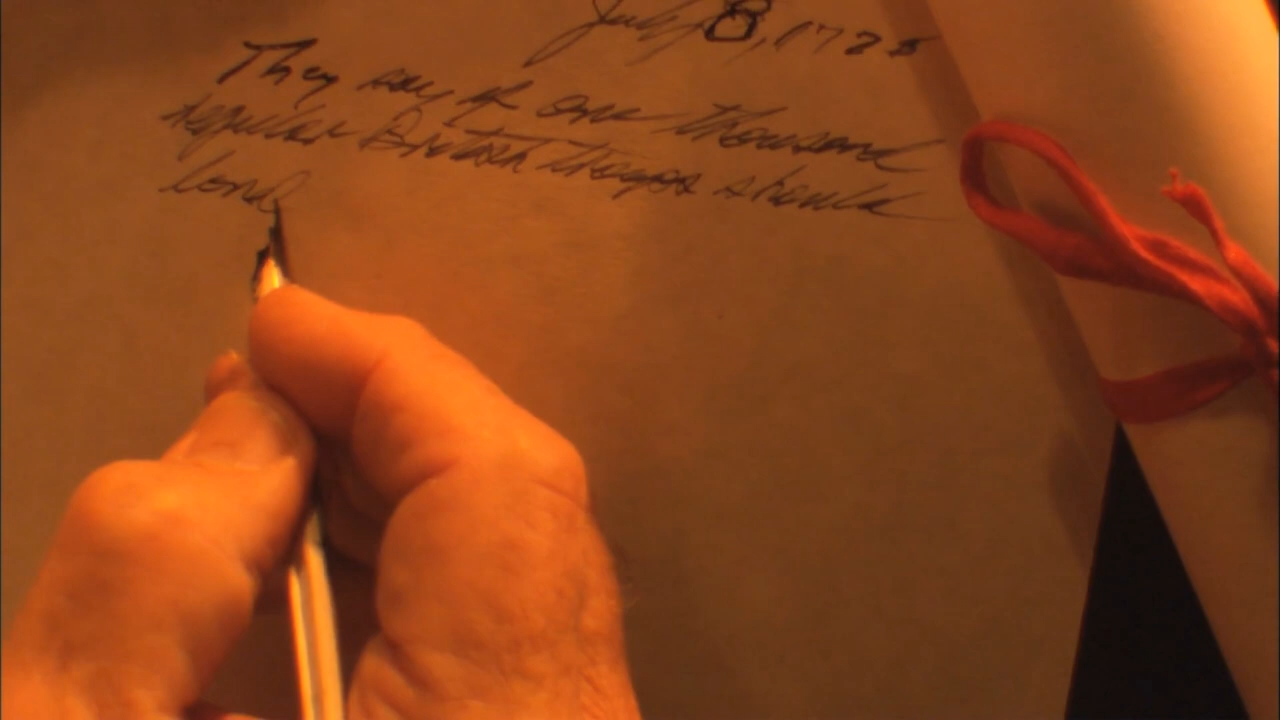 July 8, 1775
They say if one thousand
regular British troops should
land